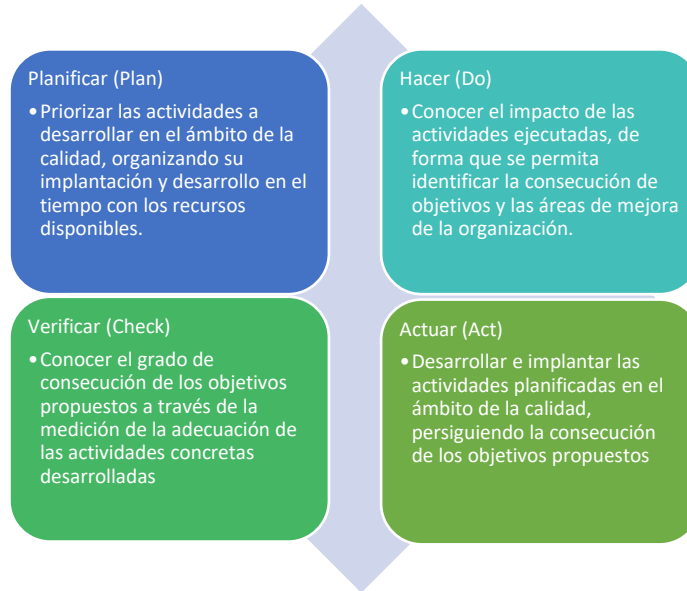 Planificar (Plan)
•Priorizar las actividades a
desarrollar en el ámbito de la
calidad, organizando su
implantación y desarrollo en el
tiempo con los recursos
disponibles.
Hacer (Do)
•Conocer el impacto de las
actividades ejecutadas, de
forma que se permita
identificar la consecución de
objetivos y las áreas de mejora
de la organización.
Verificar (Check)
•Conocer el grado de
consecución de los objetivos
propuestos a través de la
medición de la adecuación de
las actividades concretas
desarrolladas
Actuar (Act)
•Desarrollar e implantar las
actividades planificadas en el
ámbito de la calidad,
persiguiendo la consecución
de los objetivos propuestos